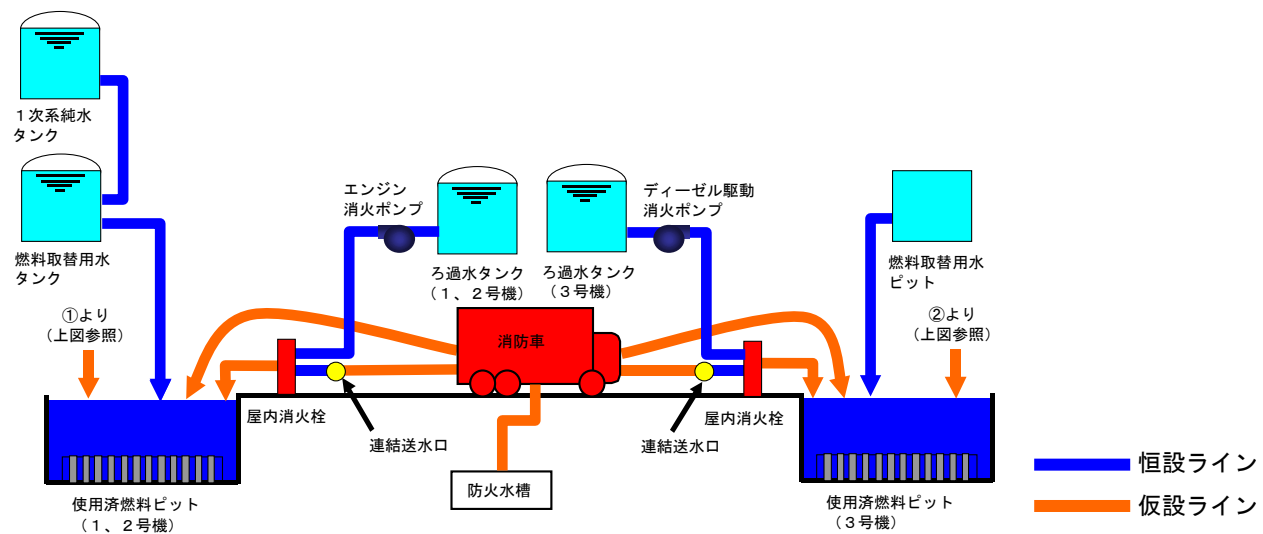 １次系純水
タンク
燃料取替用水
タンク
①より
（上図参照）
使用済燃料ピット
（１、２号機）
エンジン
消火ポンプ
ろ過水タンク
（１、２号機）
ろ過水タンク
（３号機）
ディーゼル駆動
消火ポンプ
消防車
屋内消火栓
連結送水口
防火水槽
連結送水口
屋内消火栓
燃料取替用水
ピット
②より
（上図参照）
使用済燃料ピット
（３号機）
恒設ライン
仮設ライン